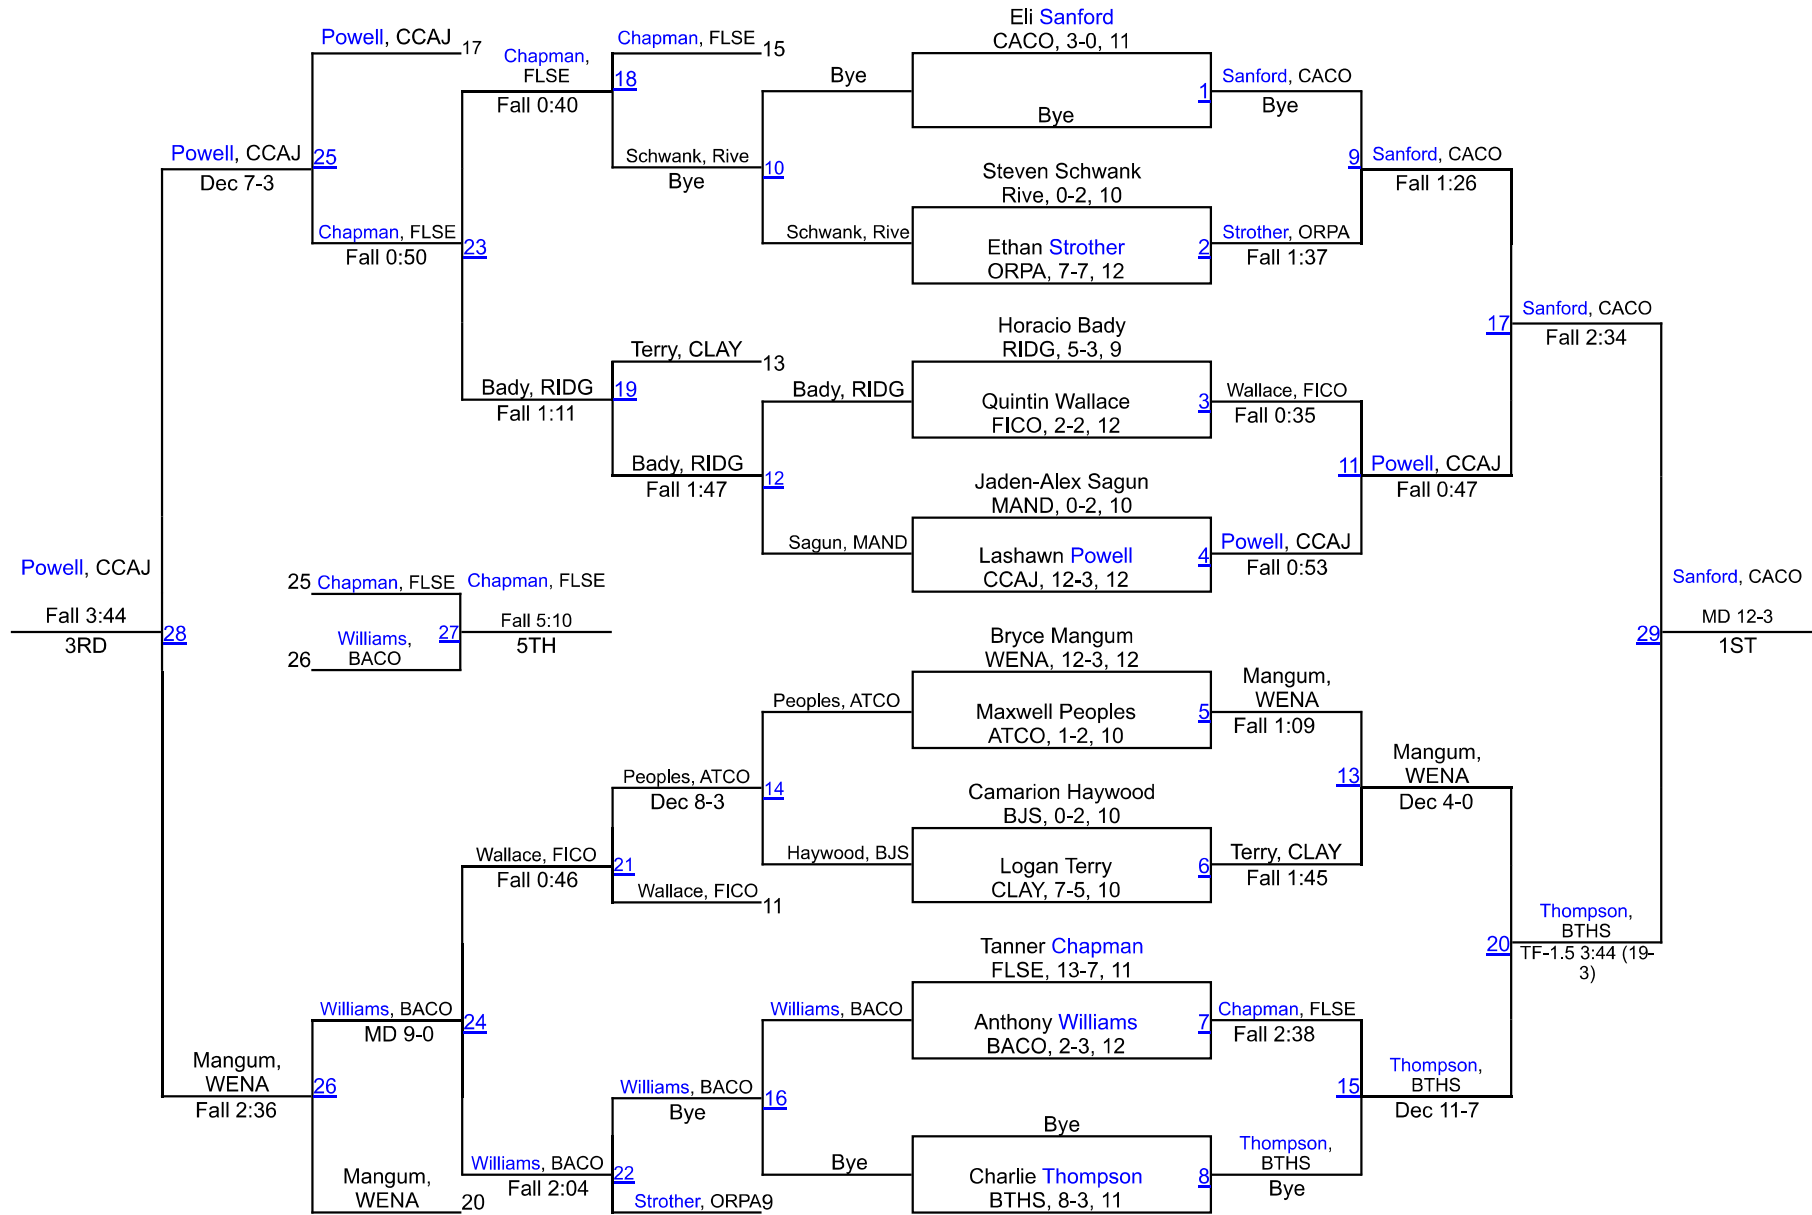 Eli Sanford
CACO, 3-0, 11
Powell, CCAJ
17
Chapman,
FLSE
Fall 0:40
Chapman, FLSE
15
18
Bye
1
Bye
Sanford, CACO
Bye
Powell, CCAJ
Dec 7-3
25
Schwank, Rive
Bye
10
Steven Schwank
Rive, 0-2, 10
9
Sanford, CACO
Fall 1:26
Chapman, FLSE
Fall 0:50
23
Schwank, Rive
Ethan Strother
ORPA, 7-7, 12
2
Strother, ORPA
Fall 1:37
Horacio Bady
RIDG, 5-3, 9
17
Sanford, CACO
Fall 2:34
Terry, CLAY
13
Bady, RIDG
Fall 1:11
19
Bady, RIDG
Quintin Wallace
FICO, 2-2, 12
3
Wallace, FICO
Fall 0:35
Bady, RIDG
Fall 1:47
12
Jaden-Alex Sagun
MAND, 0-2, 10
11
Powell, CCAJ
Fall 0:47
Sagun, MAND
Lashawn Powell
CCAJ, 12-3, 12
4
Powell, CCAJ
Fall 0:53
Powell, CCAJ
Fall 3:44
3RD
28
25
Chapman, FLSE
Chapman, FLSE
Williams,
BACO
26
27
Fall 5:10
5TH
Sanford, CACO
MD 12-3
1ST
29
Bryce Mangum
WENA, 12-3, 12
Peoples, ATCO
Maxwell Peoples
ATCO, 1-2, 10
5
Mangum,
WENA
Fall 1:09
Peoples, ATCO
Dec 8-3
14
Camarion Haywood
BJS, 0-2, 10
13
Mangum,
WENA
Dec 4-0
Wallace, FICO
Fall 0:46
21
Haywood, BJS
Logan Terry
CLAY, 7-5, 10
6
Terry, CLAY
Fall 1:45
Wallace, FICO
11
Tanner Chapman
FLSE, 13-7, 11
20
Thompson,
BTHS
TF-1.5 3:44 (19-
3)
Williams, BACO
MD 9-0
24
Williams, BACO
Anthony Williams
BACO, 2-3, 12
7
Chapman, FLSE
Fall 2:38
Mangum,
WENA
Fall 2:36
26
Williams, BACO
Bye
16
15
Thompson,
BTHS
Dec 11-7
Bye
Williams, BACO
Fall 2:04
22
Bye
Charlie Thompson
BTHS, 8-3, 11
8
Thompson,
BTHS
Bye
Mangum,
WENA
20
Strother, ORPA
9